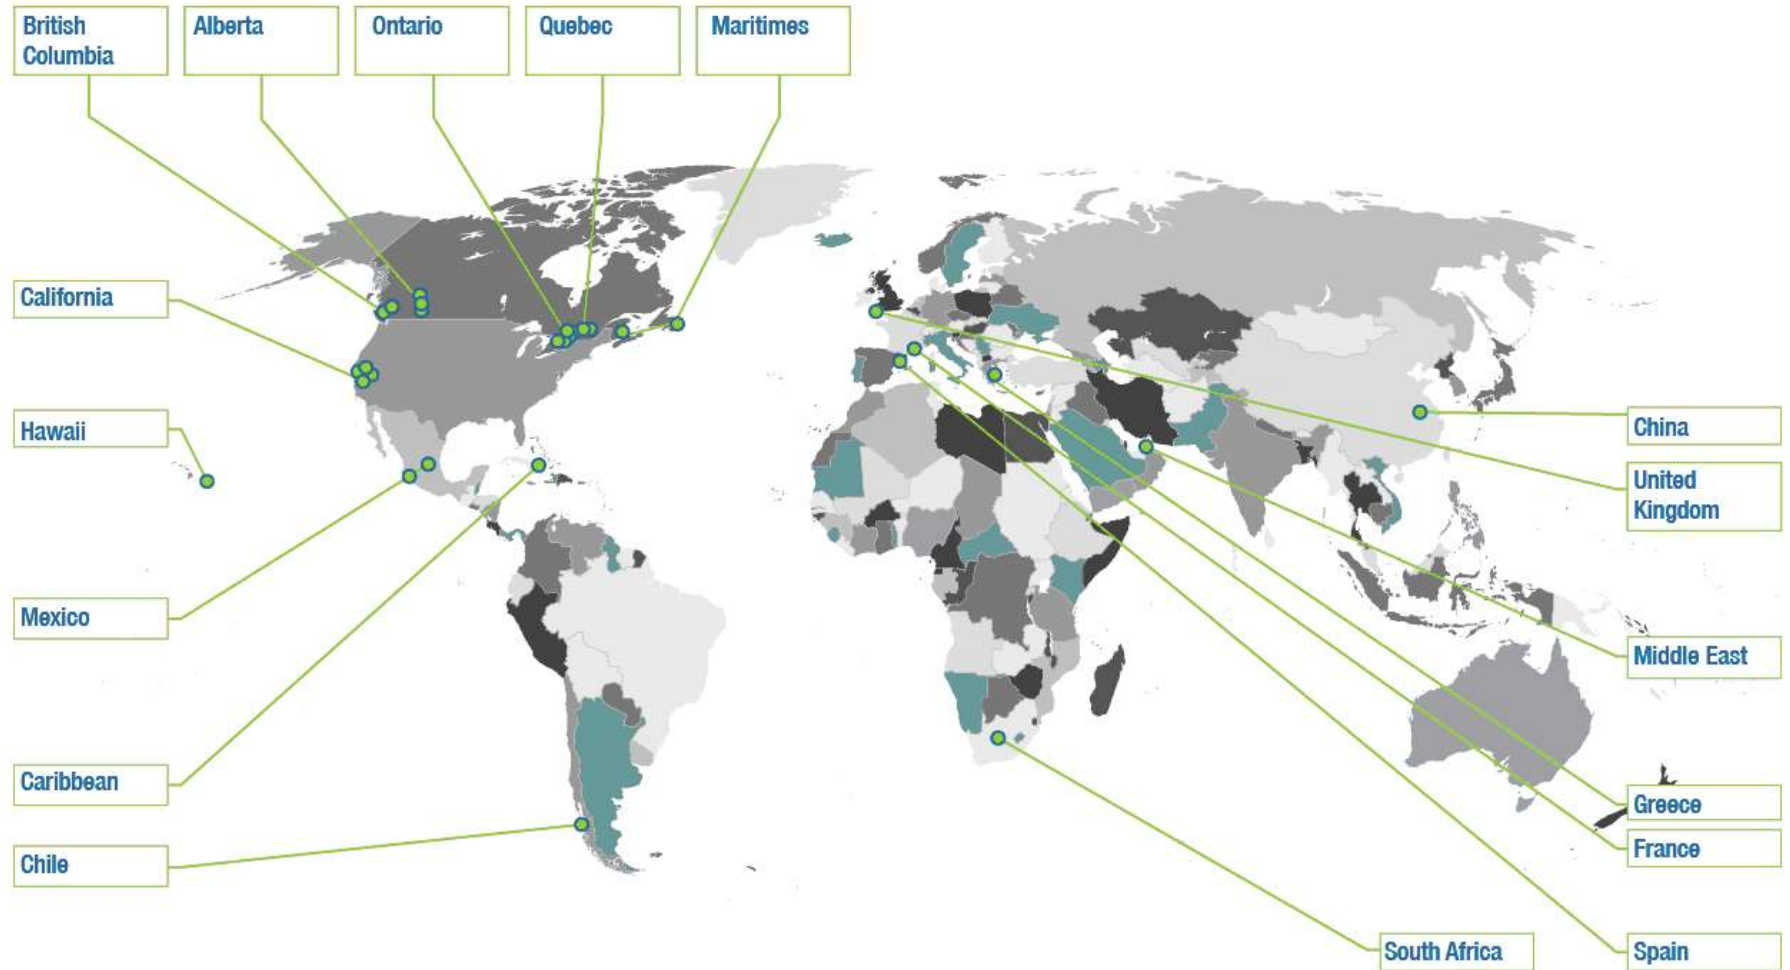 British
Columbia
Alberta
Ontario
Quebec
Maritimes
California
Hawaii
Mexico
Caribbean
Chile
China
United
Kingdom
Middle East
Greece
France
South Africa
Spain